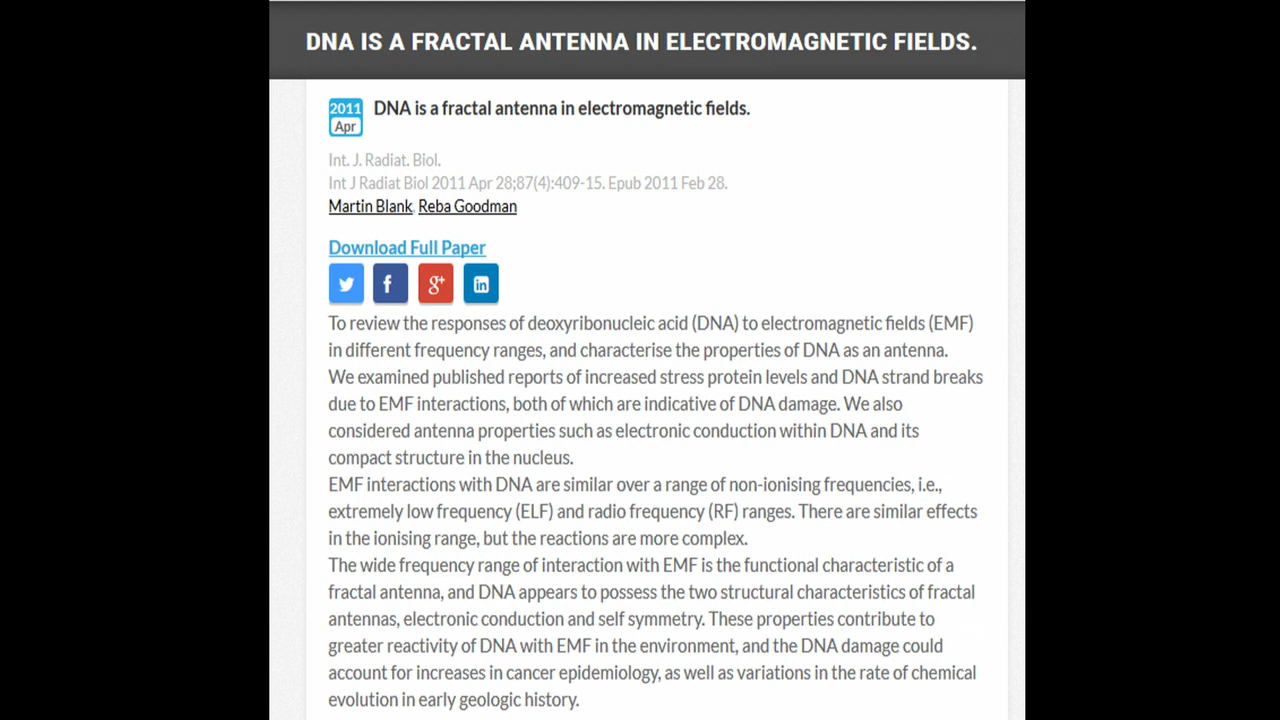 DNA IS A FRACTAL ANTENNA IN ELECTROMAGNETIC FIELDS.
2011
Apr
DNA is a fractal antenna in electromagnetic fields.
Int. J. Radiat. Biol.
Int J Radiat Biol 2011 Apr 28;87(4):409-15. Epub 2011 Feb 28.
Martin Blank, Reba Goodman
Download Full Paper
f g+ in
To review the responses of deoxyribonucleic acid (DNA) to electromagnetic fields (EMF)
in different frequency ranges, and characterise the properties of DNA as an antenna.
We examined published reports of increased stress protein levels and DNA strand breaks
due to EMF interactions, both of which are indicative of DNA damage. We also
considered antenna properties such as electronic conduction within DNA and its
compact structure in the nucleus.
EMF interactions with DNA are similar over a range of non-ionising frequencies, i.e.,
extremely low frequency (ELF) and radio frequency (RF) ranges. There are similar effects
in the ionising range, but the reactions are more complex.
The wide frequency range of interaction with EMF is the functional characteristic of a
fractal antenna, and DNA appears to possess the two structural characteristics of fractal
antennas, electronic conduction and self symmetry. These properties contribute to
greater reactivity of DNA with EMF in the environment, and the DNA damage could
account for increases in cancer epidemiology, as well as variations in the rate of chemical
evolution in early geologic history.